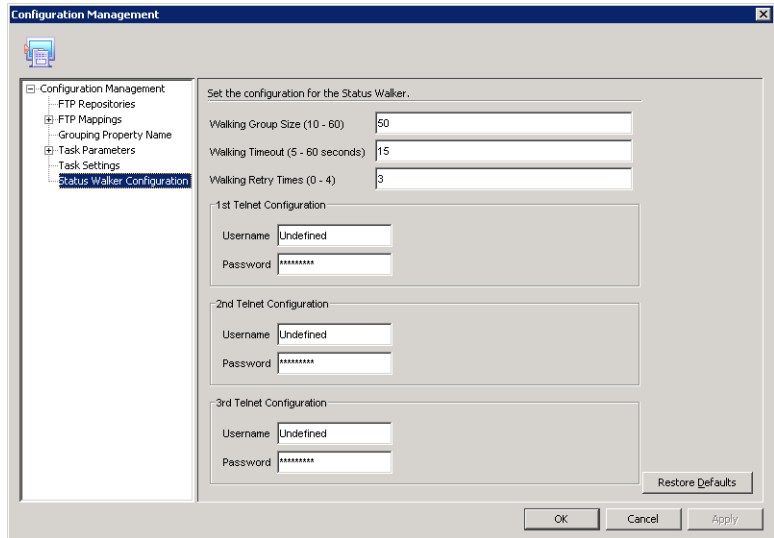 Configuration Management
Configuration Management
FTP Repositories
FTP Mappings
Grouping Property Name
Task Parameters
Task Settings
Status Walker Configuration
Set the configuration for the Status Walker.
Walking Group Size (10 - 60) 50
Walking Timeout (5 - 60 seconds) 15
Walking Retry Times (0 - 4) 3
1st Telnet Configuration
Username Undefined
Password *********
2nd Telnet Configuration
Username Undefined
Password *********
3rd Telnet Configuration
Username Undefined
Password *********
Restore Defaults
OK Cancel Apply